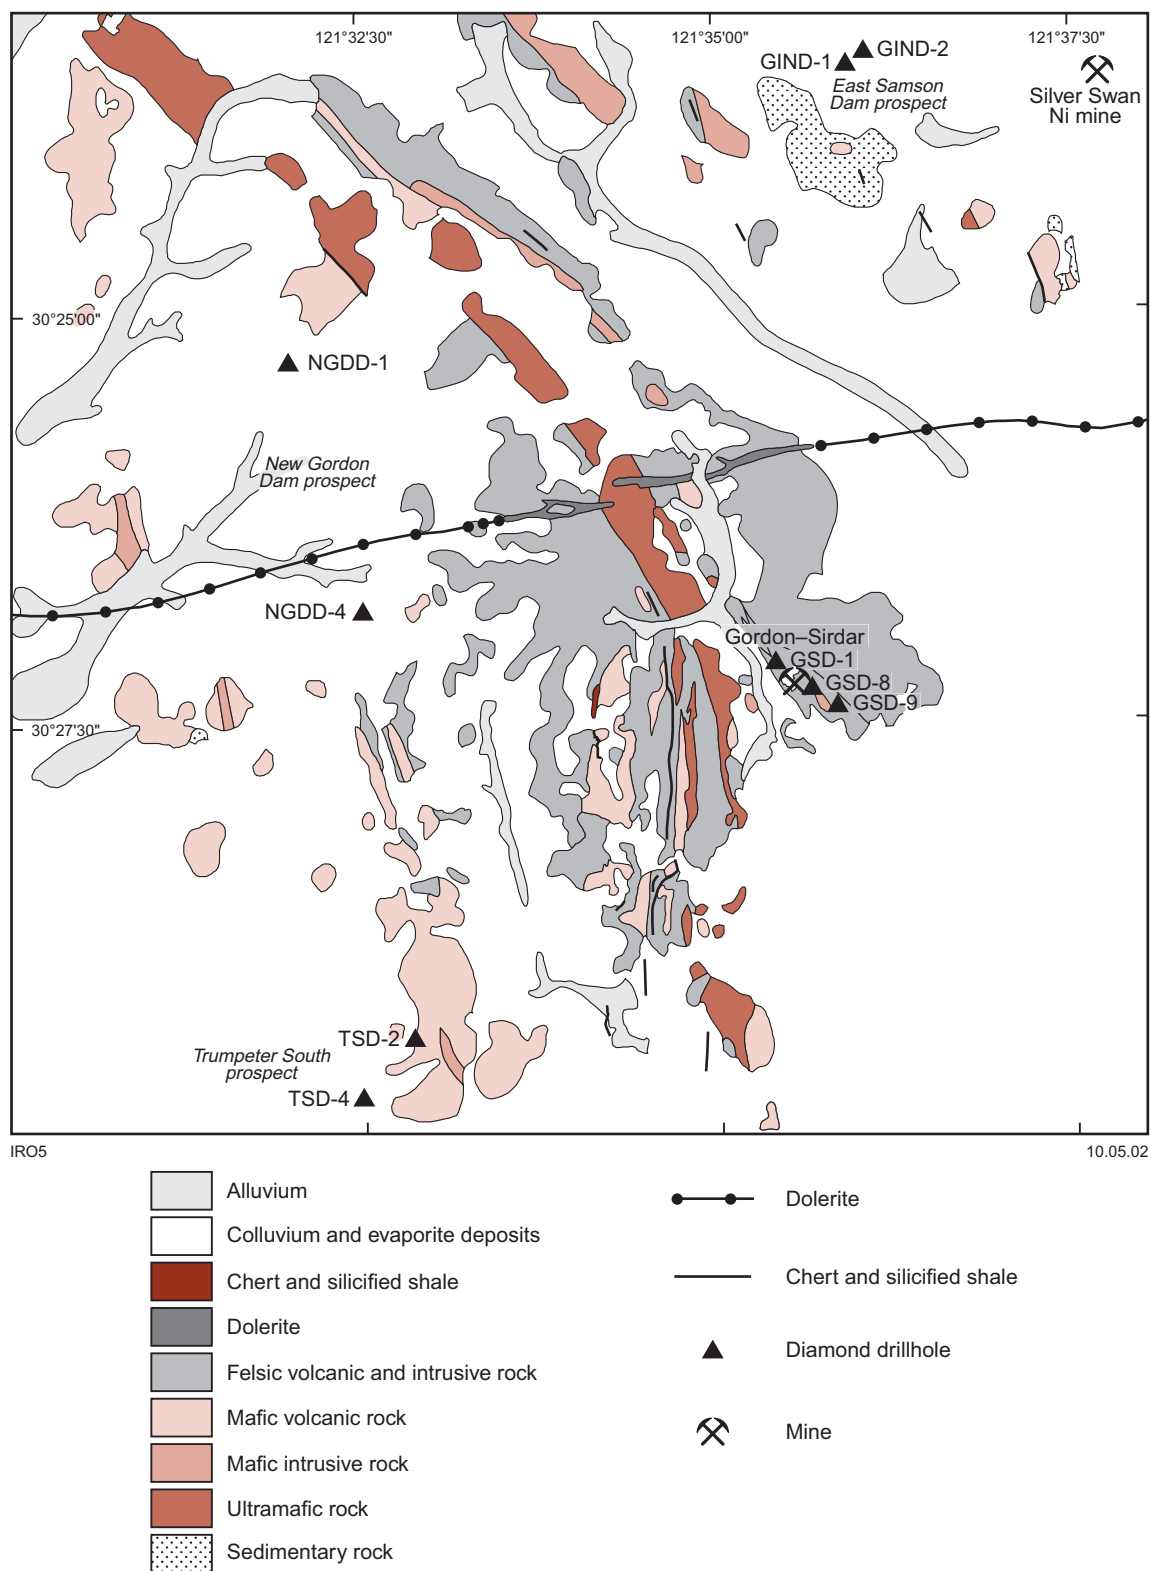 121°32'30"
121°35'00"
121°37'30"
GIND-2
GIND-1
East Samson
Dam prospect
Silver Swan
Ni mine
30°25'00"
NGDD-1
New Gordon
Dam prospect
NGDD-4
Gordon–Sirdar
GSD-1
GSD-8
GSD-9
30°27'30"
TSD-2
Trumpeter South
prospect
TSD-4
IRO5
10.05.02
Alluvium
Colluvium and evaporite deposits
Chert and silicified shale
Dolerite
Felsic volcanic and intrusive rock
Mafic volcanic rock
Mafic intrusive rock
Ultramafic rock
Sedimentary rock
Dolerite
Chert and silicified shale
Diamond drillhole
Mine